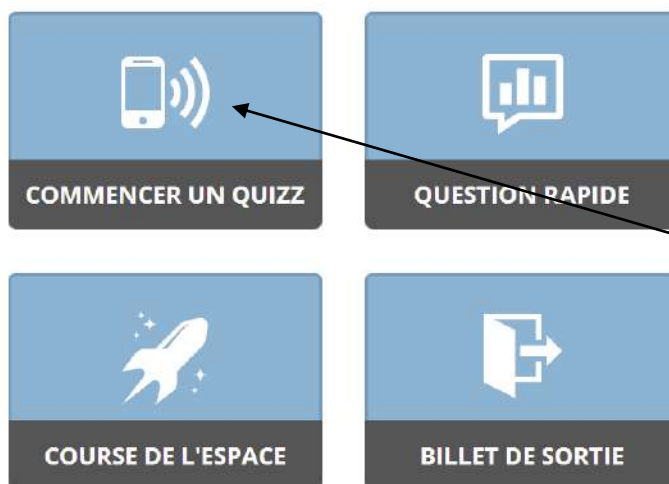 COMMENCER UN QUIZZ
QUESTION RAPIDE
COURSE DE L'ESPACE
BILLET DE SORTIE